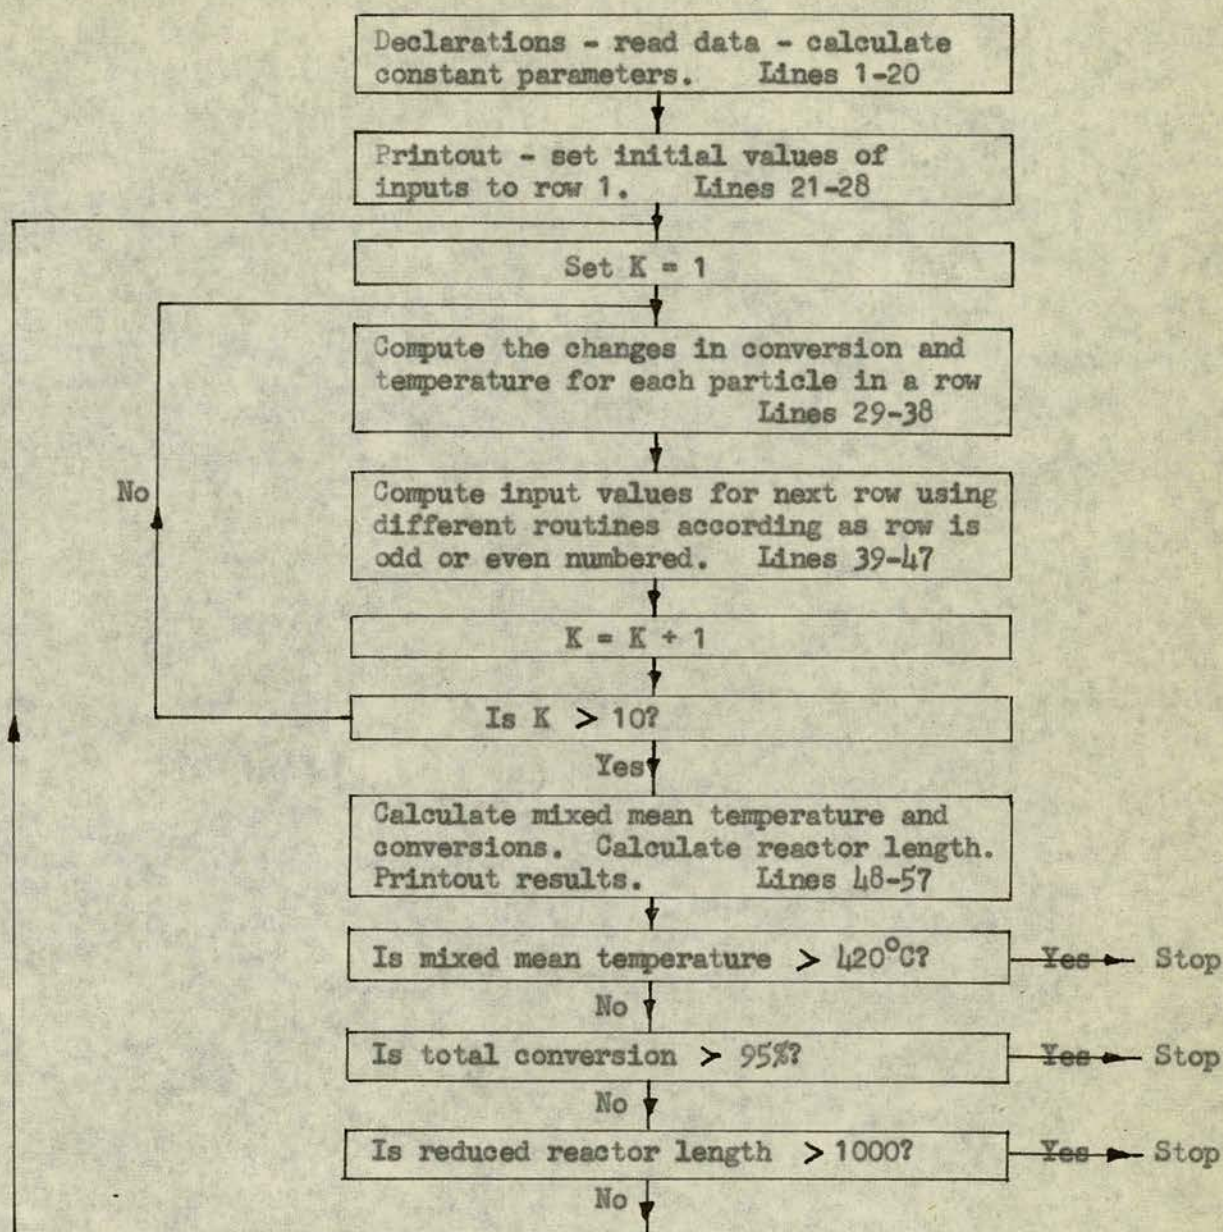 Declarations - read data - calculate
constant parameters. Lines 1-20
Printout - set initial values of
inputs to row 1. Lines 21-28
Set K = 1
Compute the changes in conversion and
temperature for each particle in a row
Lines 29-38
No
Compute input values for next row using
different routines according as row is
odd or even numbered. Lines 39-47
K = K + 1
Is K > 10?
Yes
Calculate mixed mean temperature and
conversions. Calculate reactor length.
Printout results. Lines 48-57
Is mixed mean temperature > 420°C? Yes Stop
No
Is total conversion > 95%? Yes Stop
No
Is reduced reactor length > 1000? Yes Stop
No